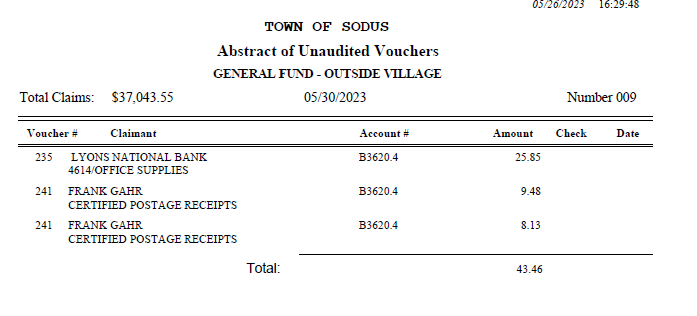 05/26/2023 16:29:48
TOWN OF SODUS
Abstract of Unaudited Vouchers
GENERAL FUND - OUTSIDE VILLAGE
Total Claims: $37,043.55 05/30/2023 Number 009
Voucher # Claimant Account # Amount Check Date
235 LYONS NATIONAL BANK B3620.4 25.85
4614/OFFICE SUPPLIES
241 FRANK GAHR B3620.4 9.48
CERTIFIED POSTAGE RECEIPTS
241 FRANK GAHR B3620.4 8.13
CERTIFIED POSTAGE RECEIPTS
Total: 43.46